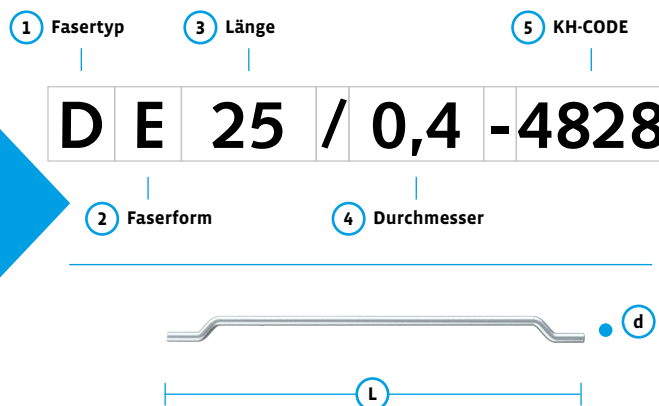 1 Fasertyp 3 Länge 5 KH-CODE
D E 25 / 0,4 -4828
2 Faserform 4 Durchmesser
d
L